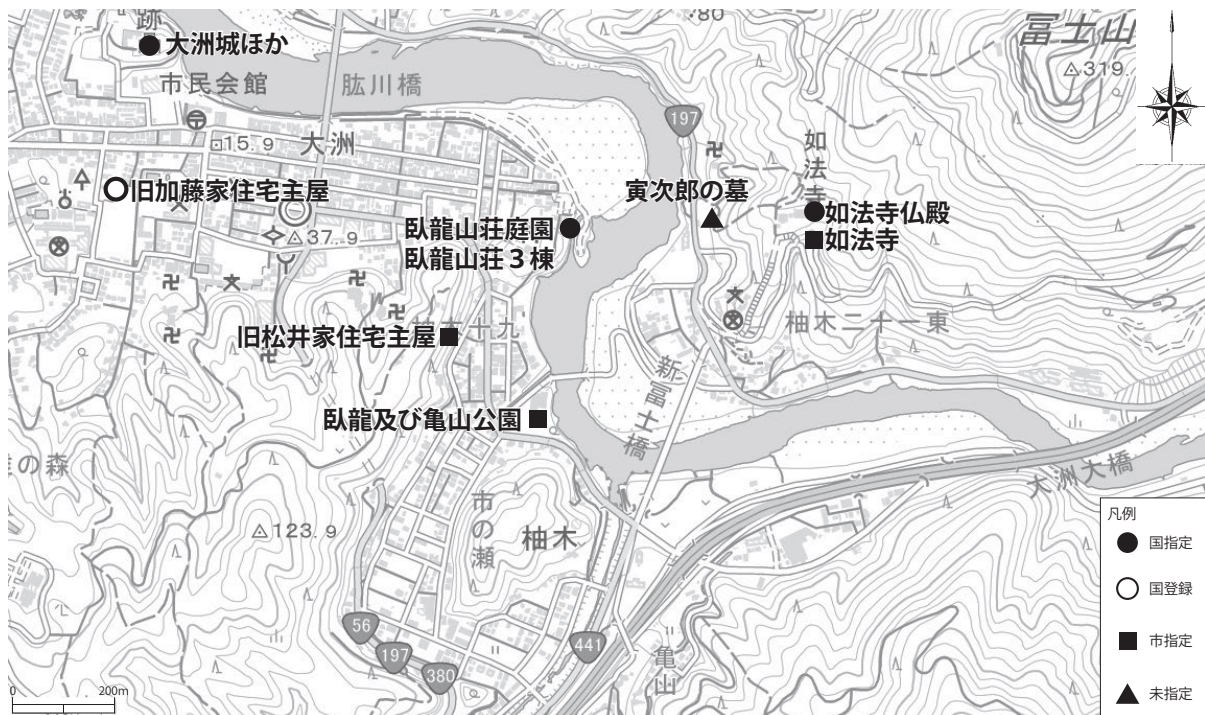 跡
大洲城ほか
市民会館
肱川橋
80
冨士山
319.
197
15.9
大洲
旧加藤家住宅主屋
37.9
寅次郎の墓
如法寺
如法寺仏殿
如法寺
臥龍山荘庭園
臥龍山荘3棟
旧松井家住宅主屋
十九
柚木二十一東
新冨士橋
臥龍及び亀山公園
の森
123.9
市の瀬
柚木
大洲大橋
56
197
380
441
亀山
0
200m
凡例
国指定
国登録
市指定
未指定